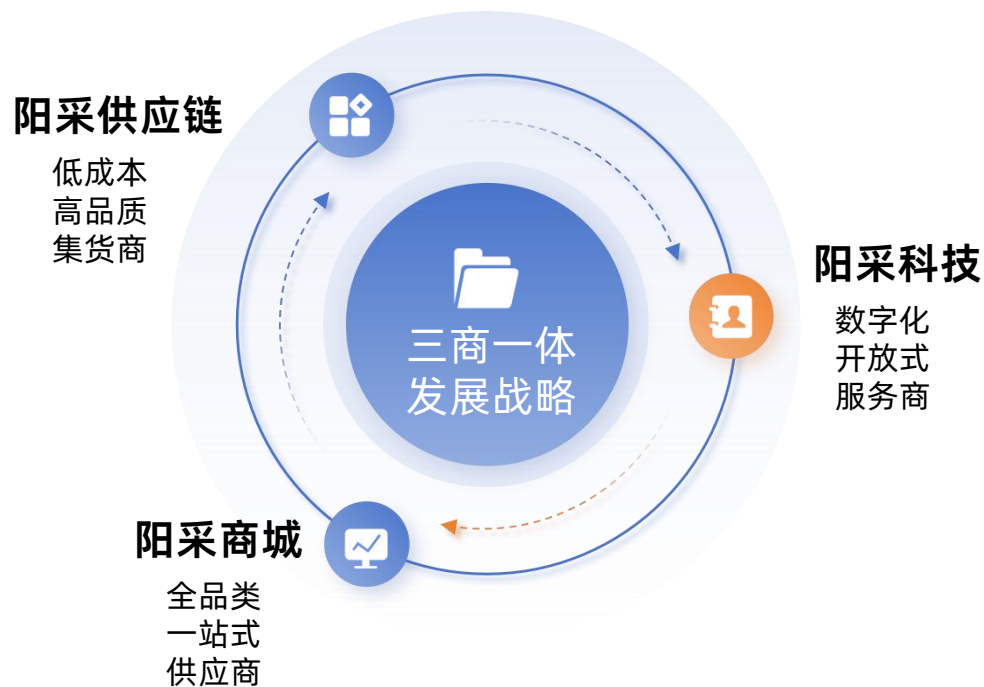 阳采供应链
低成本
高品质
集货商
三商一体
发展战略
阳采科技
数字化
开放式
服务商
阳采商城
全品类
一站式
供应商